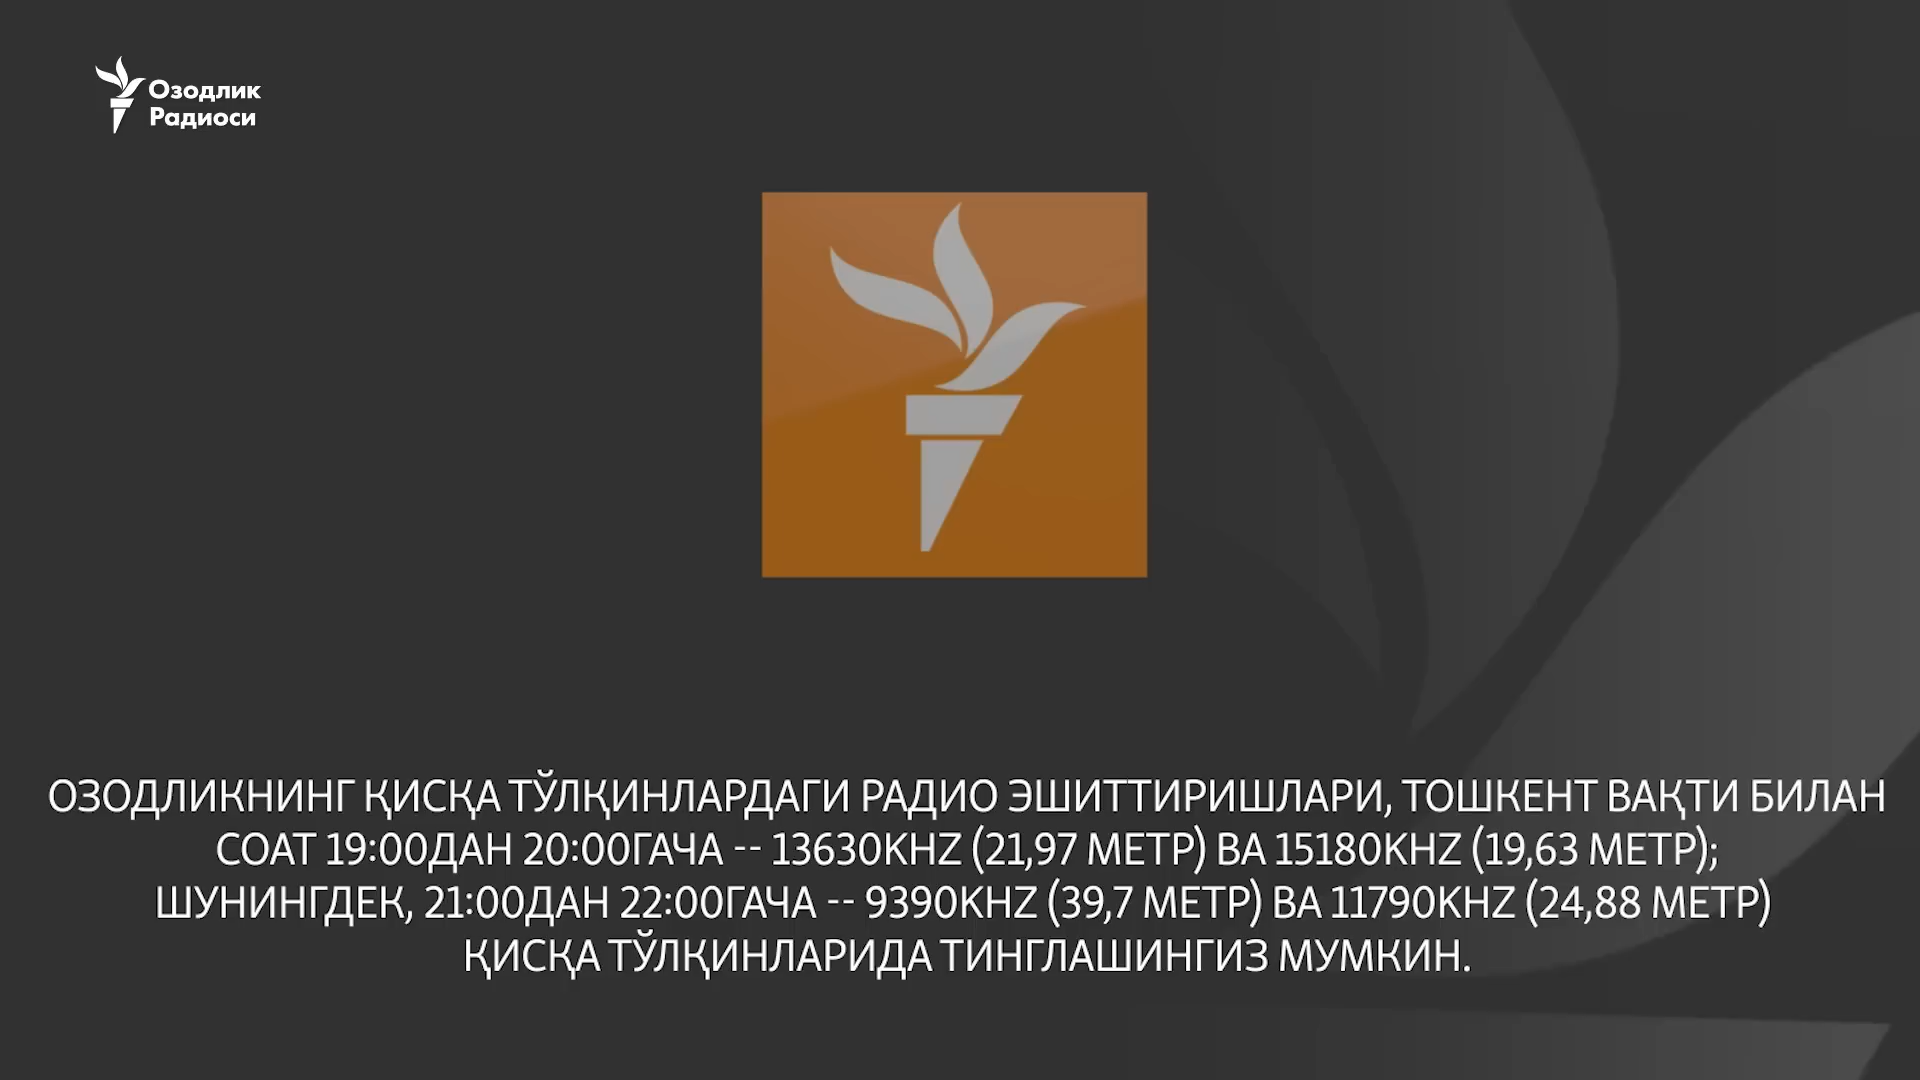 Озодлик
Радиоси
ОЗОДЛИКНИНГ ҚИСҚА ТЎЛҚИНЛАРДАГИ РАДИО ЭШИТТИРИШЛАРИ, ТОШКЕНТ ВАҚТИ БИЛАН
СОАТ 19:00ДАН 20:00ГАЧА -- 13630KHZ (21,97 МЕТР) ВА 15180KHZ (19,63 МЕТР);
ШУНИНГДЕК, 21:00ДАН 22:00ГАЧА -- 9390KHZ (39,7 МЕТР) ВА 11790KHZ (24,88 МЕТР)
ҚИСҚА ТЎЛҚИНЛАРИДА ТИНГЛАШИНГИЗ МУМКИН.